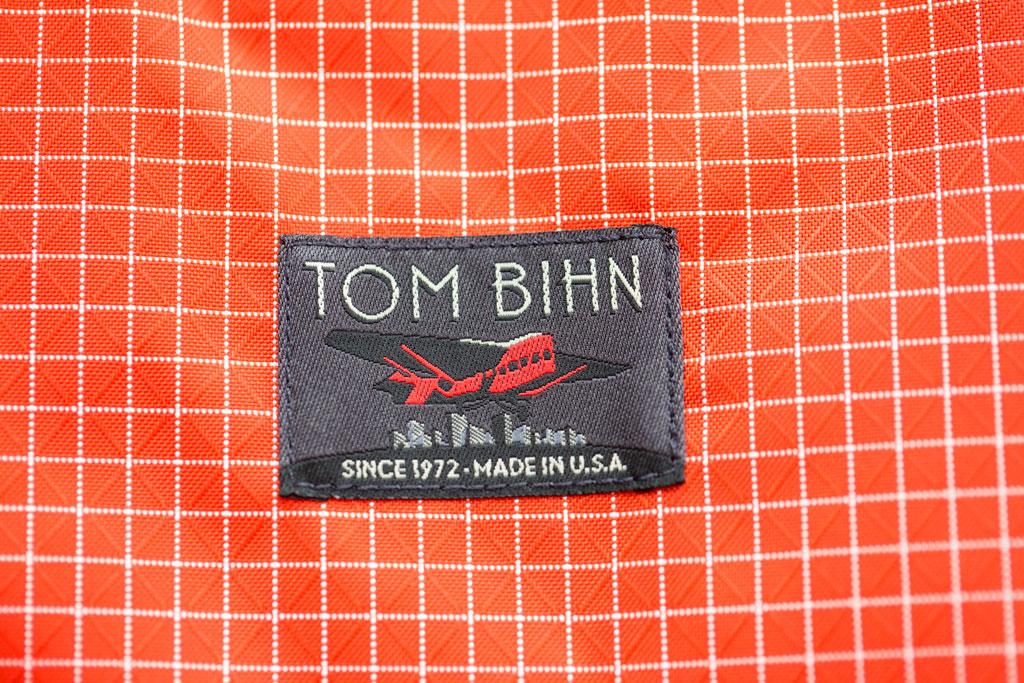 TOM BIHN
SINCE 1972 - MADE IN U.S.A.